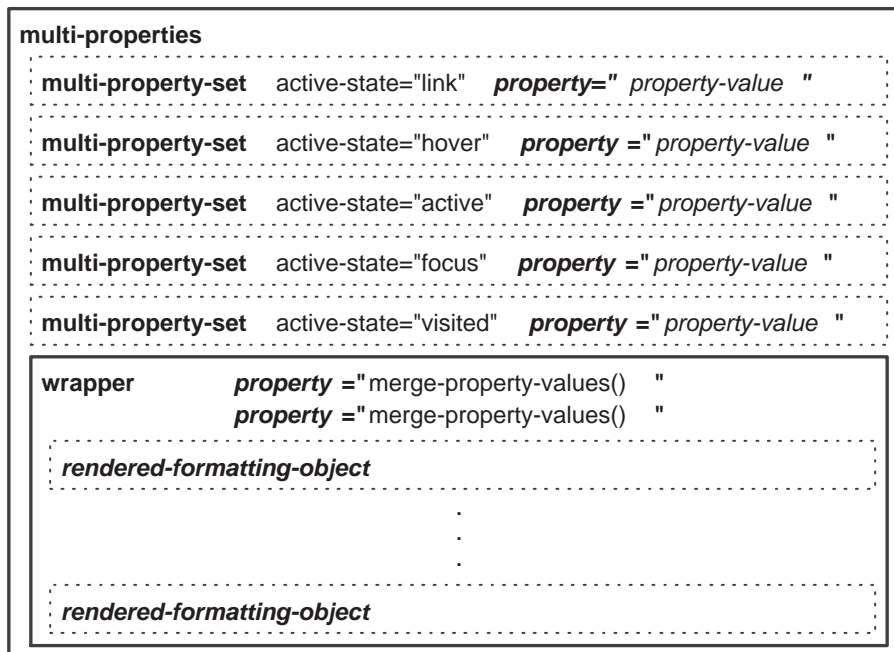 multi-properties
multi-property-set active-state="link" property=" property-value "
multi-property-set active-state="hover" property =" property-value "
multi-property-set active-state="active" property =" property-value "
multi-property-set active-state="focus" property =" property-value "
multi-property-set active-state="visited" property =" property-value "
wrapper property =" merge-property-values() "
property =" merge-property-values() "
rendered-formatting-object
.
.
.
rendered-formatting-object